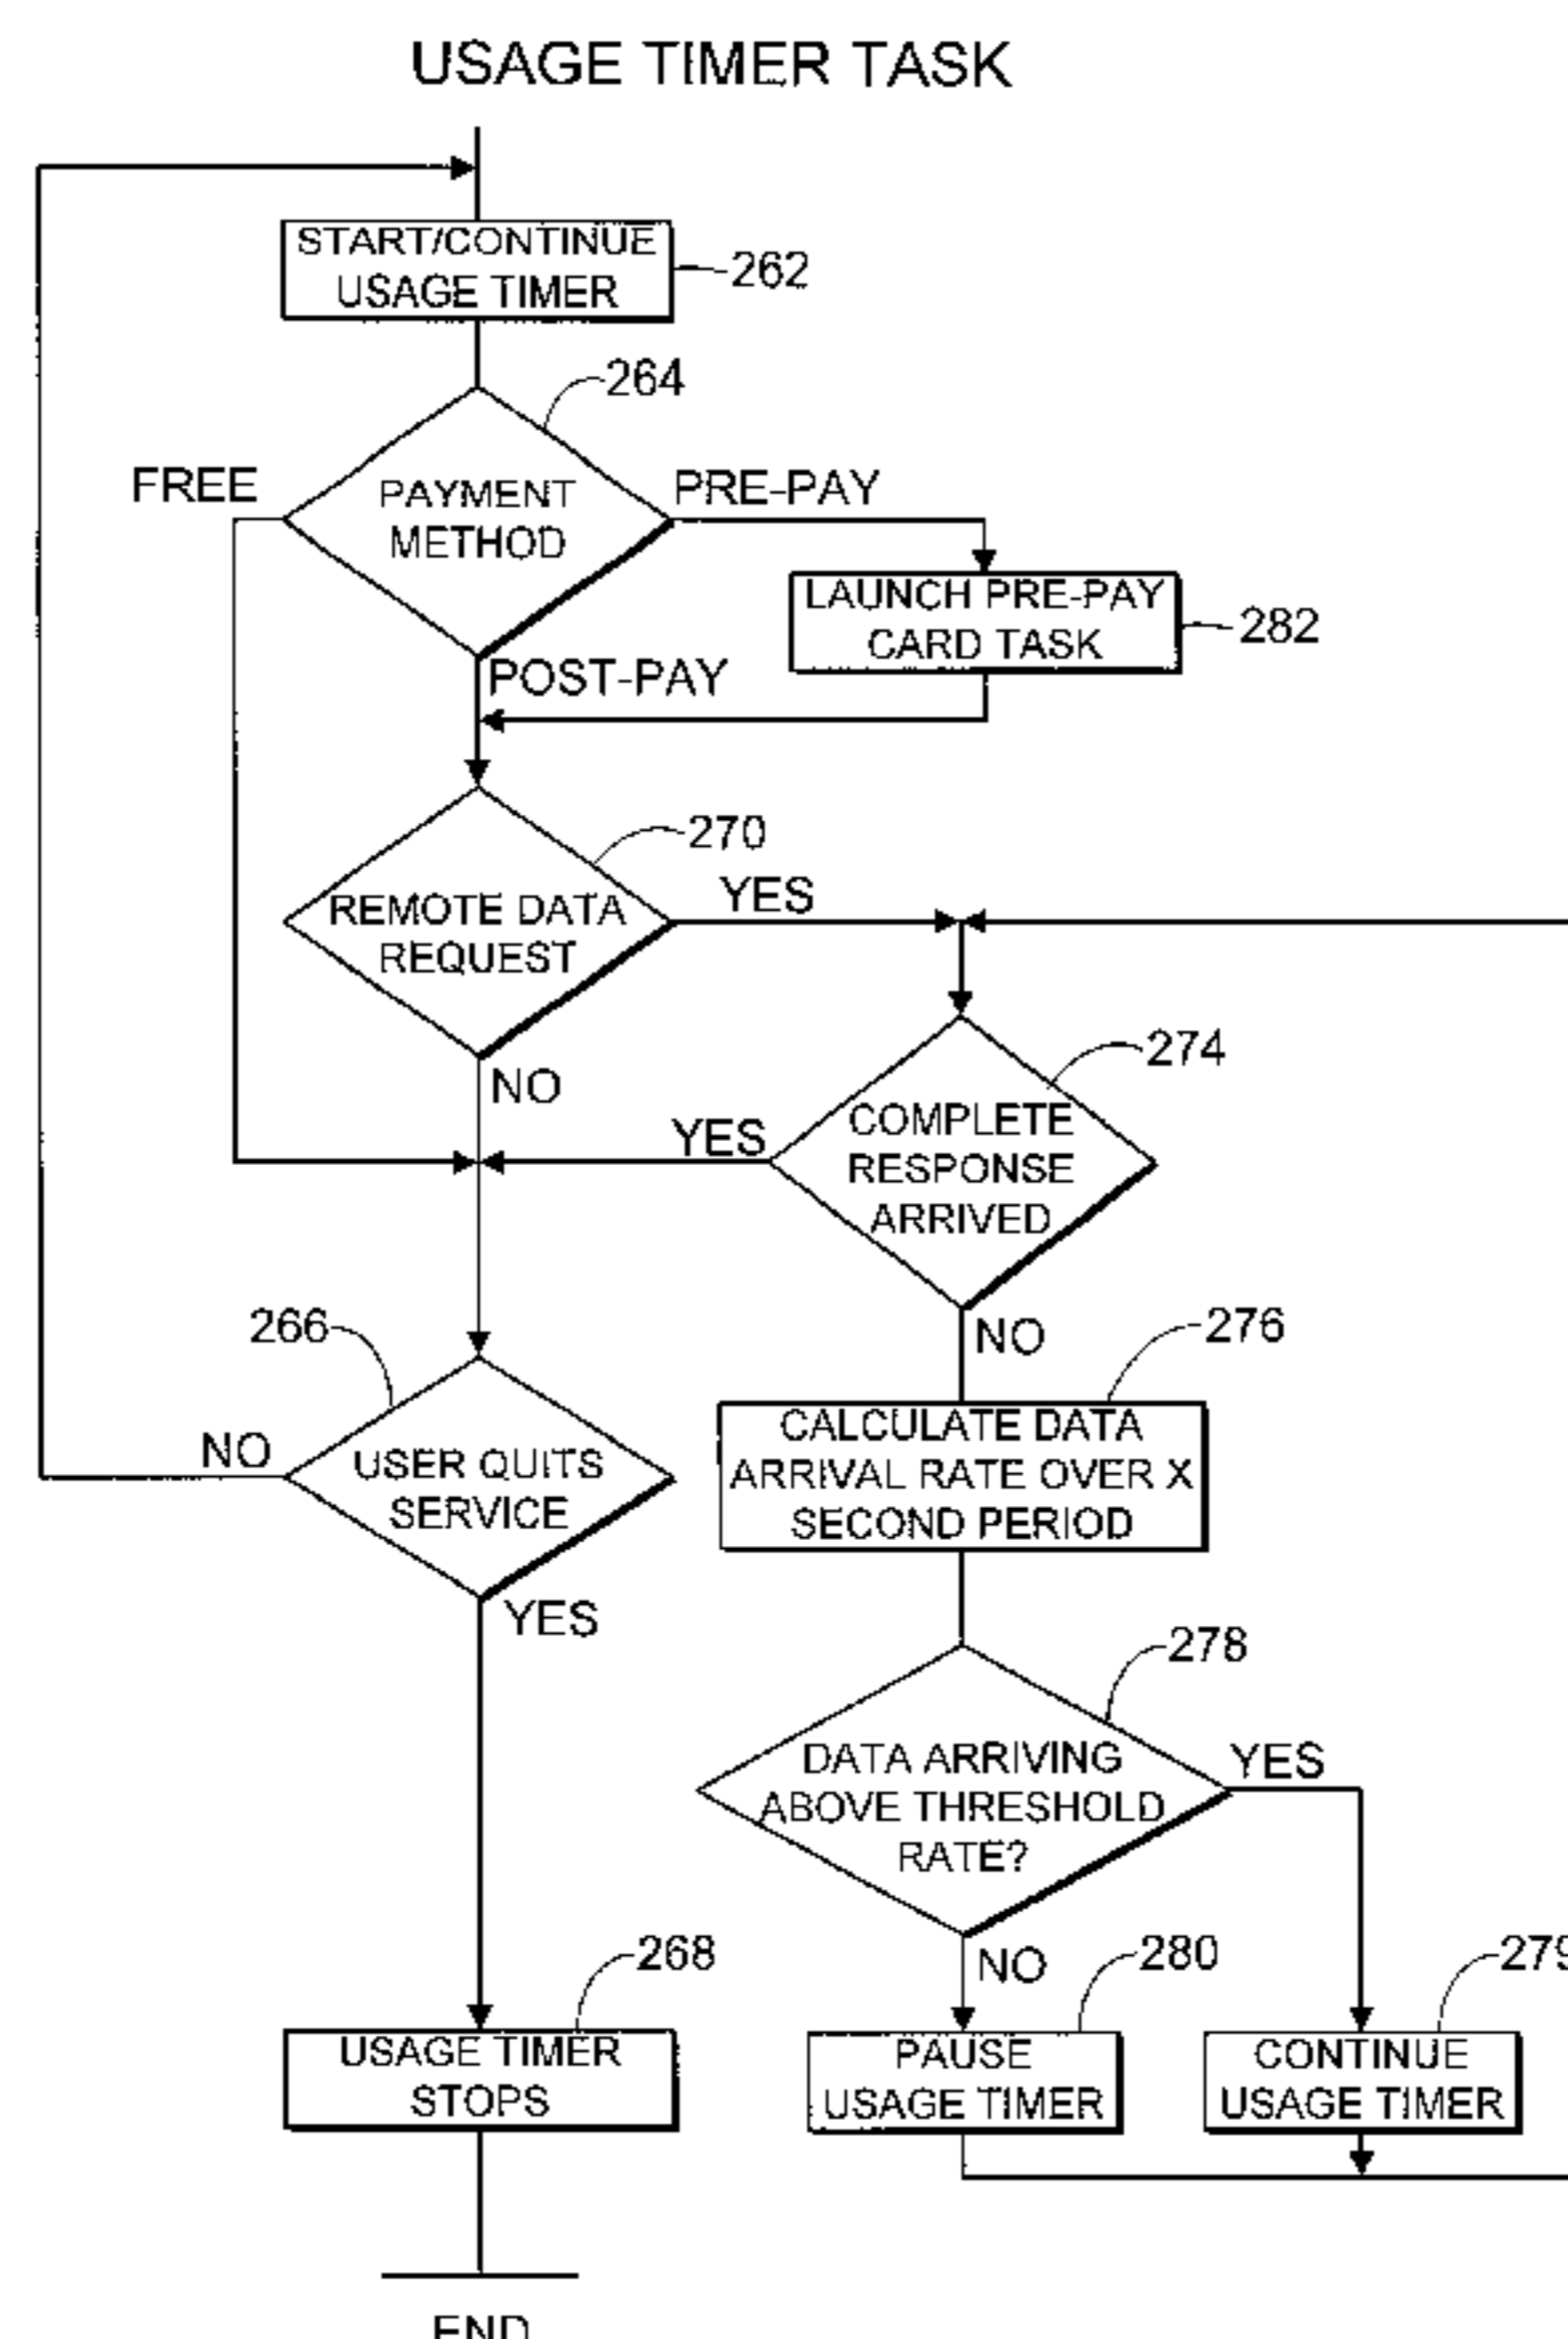 USAGE TIMER TASK
START/CONTINUE
USAGE TIMER
262
264
FREE
PAYMENT
METHOD
PRE-PAY
LAUNCH PRE-PAY
CARD TASK
282
POST-PAY
270
REMOTE DATA
REQUEST
YES
NO
274
YES
COMPLETE
RESPONSE
ARRIVED
NO
266
276
NO
USER QUITS
SERVICE
CALCULATE DATA
ARRIVAL RATE OVER X
SECOND PERIOD
YES
278
DATA ARRIVING
ABOVE THRESHOLD
RATE?
YES
NO
268
280
279
USAGE TIMER
STOPS
PAUSE
USAGE TIMER
CONTINUE
USAGE TIMER
END